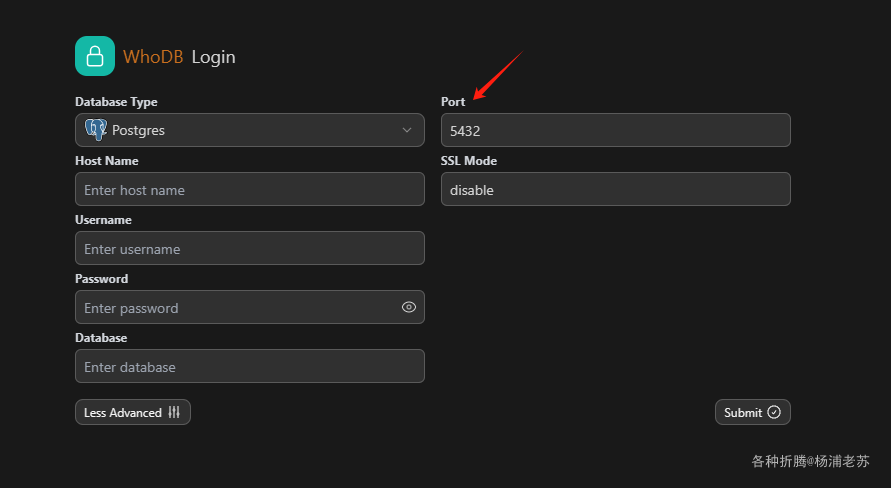 WhoDB Login
Database Type
Postgres
Port
5432
Host Name
Enter host name
SSL Mode
disable
Username
Enter username
Password
Enter password
Database
Enter database
Less Advanced
Submit
各种折腾@杨浦老苏